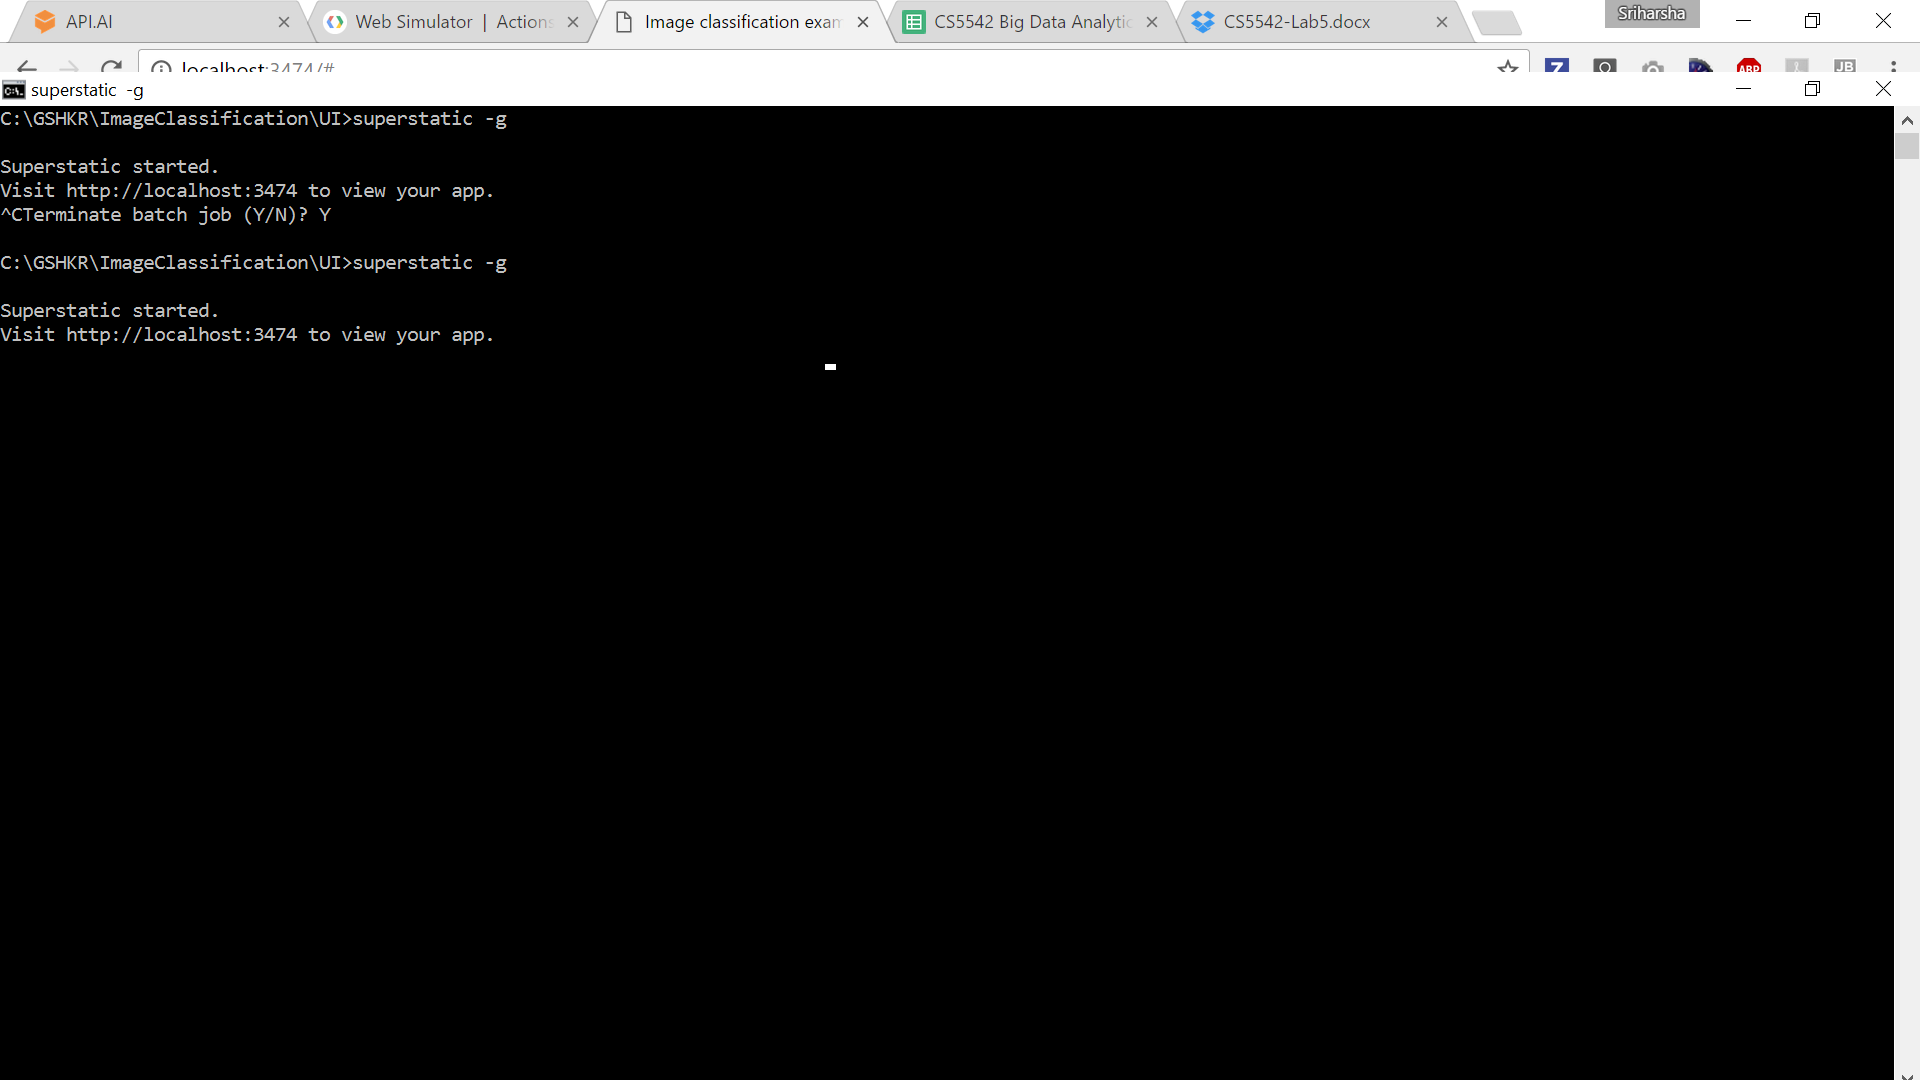 API.AI
Web Simulator | Actions
Image classification exam
CS5542 Big Data Analytic
CS5542-Lab5.docx
Sriharsha
localhost:3474/#
Z
ABP
JB
superstatic -g
C:\GSHKR\ImageClassification\UI>superstatic -g
Superstatic started.
Visit http://localhost:3474 to view your app.
^CTerminate batch job (Y/N)? Y
C:\GSHKR\ImageClassification\UI>superstatic -g
Superstatic started.
Visit http://localhost:3474 to view your app.